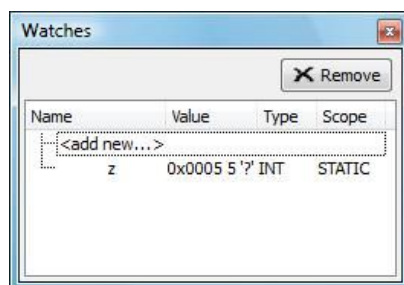 Watches
Remove
Name Value Type Scope
<add new...>
z 0x0005 5 '?' INT STATIC